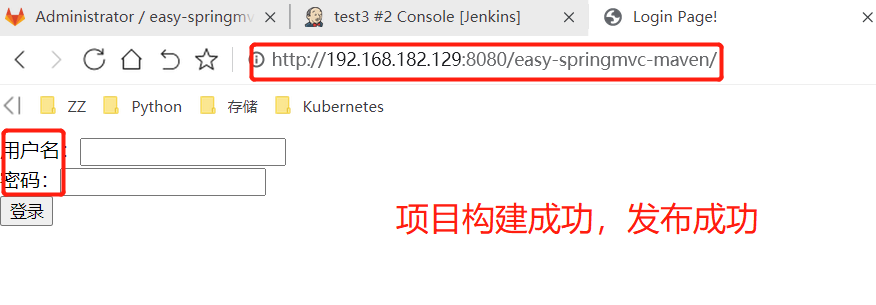 Administrator / easy-springmv
test3 #2 Console [Jenkins]
Login Page!
http://192.168.182.129:8080/easy-springmvc-maven/
ZZ
Python
存储
Kubernetes
用户名：
密码：
登录
项目构建成功，发布成功